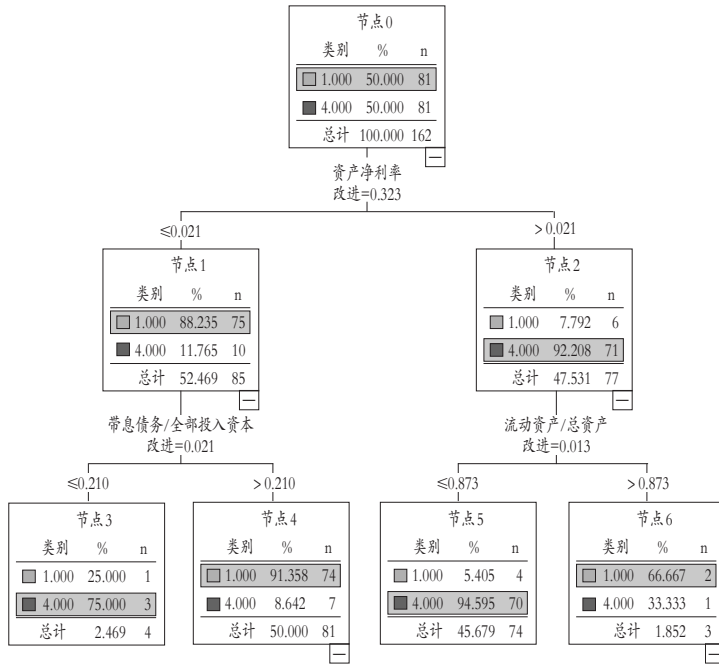 节点0
类别 % n
1.000 50.000 81
4.000 50.000 81
总计 100.000 162
资产净利率
改进=0.323
≤0.021
>0.021
节点1
类别 % n
1.000 88.235 75
4.000 11.765 10
总计 52.469 85
节点2
类别 % n
1.000 7.792 6
4.000 92.208 71
总计 47.531 77
带息债务/全部投入资本
改进=0.021
流动资产/总资产
改进=0.013
≤0.210
>0.210
≤0.873
>0.873
节点3
类别 % n
1.000 25.000 1
4.000 75.000 3
总计 2.469 4
节点4
类别 % n
1.000 91.358 74
4.000 8.642 7
总计 50.000 81
节点5
类别 % n
1.000 5.405 4
4.000 94.595 70
总计 45.679 74
节点6
类别 % n
1.000 66.667 2
4.000 33.333 1
总计 1.852 3